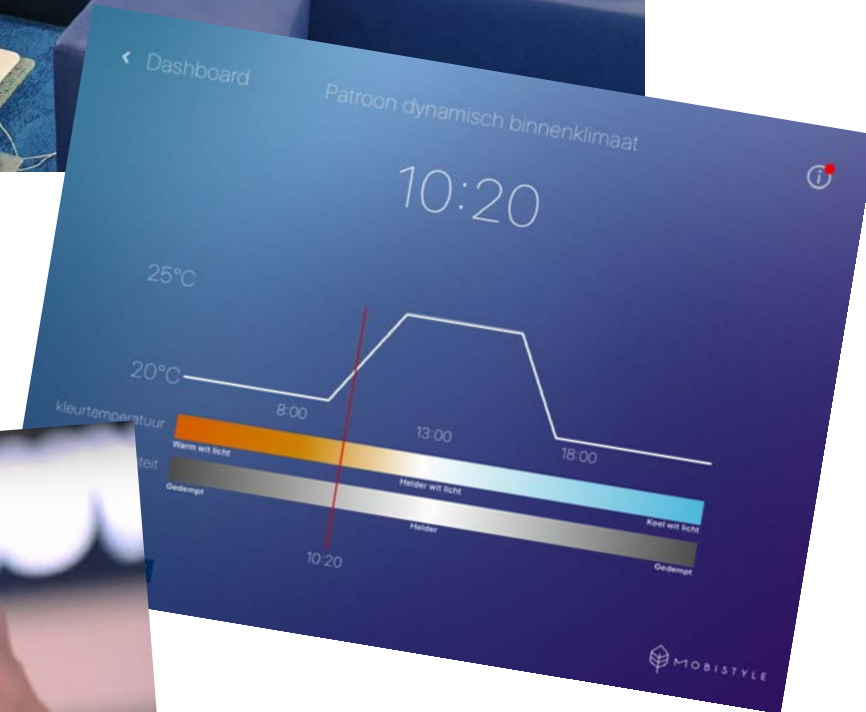 Dashboard
Patroon dynamisch binnenklimaat
10:20
25°C
20°C
8:00
13:00
18:00
kleurtemperatuur
Warm wit licht
Helder wit licht
Koel wit licht
teit
Gedempt
Helder
Gedempt
10:20
MOBISTYLE